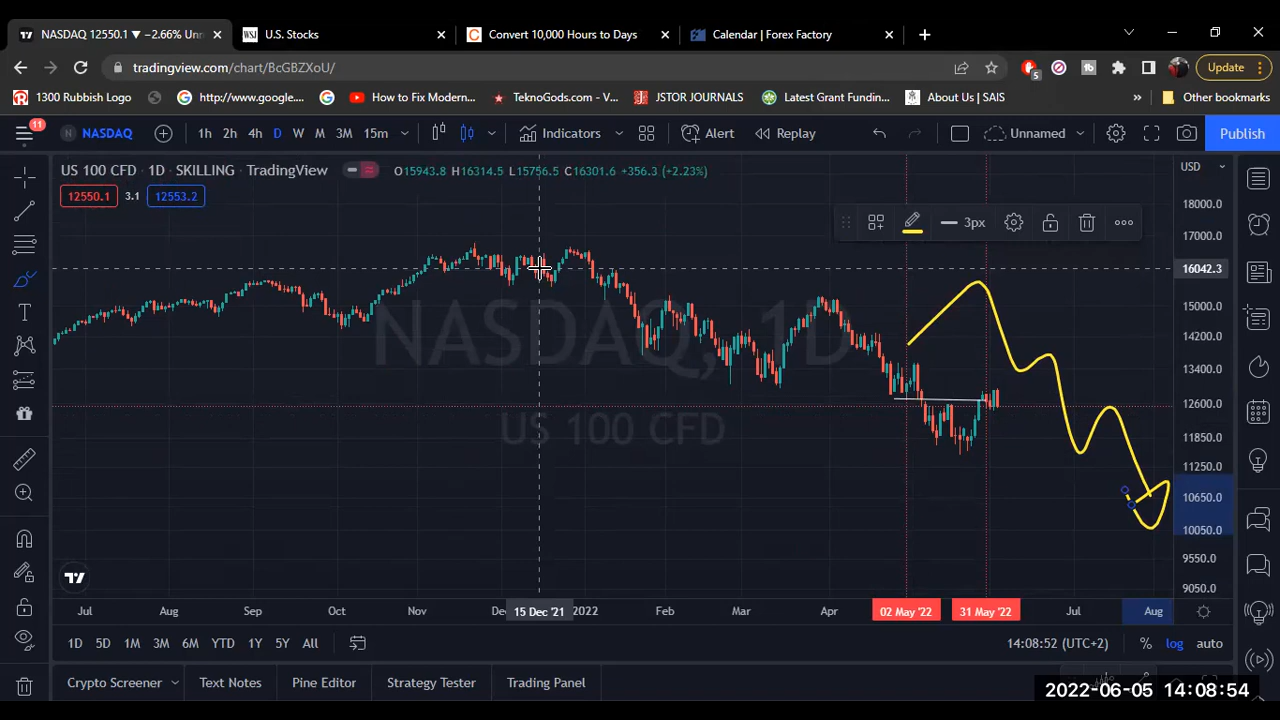 NASDAQ 12550.1 ▼ −2.66% Unn
U.S. Stocks
Convert 10,000 Hours to Days
Calendar | Forex Factory
tradingview.com/chart/BcGBZXoU/
5
Update
1300 Rubbish Logo
http://www.google....
How to Fix Modern...
TeknoGods.com - V...
JSTOR JOURNALS
Latest Grant Fundin...
About Us | SAIS
»
Other bookmarks
11
NASDAQ
1h 2h 4h D W M 3M 15m
Indicators
Alert
Replay
Unnamed
Publish
US 100 CFD · 1D · SKILLING · TradingView
O15943.8 H16314.5 L15756.5 C16301.6 +356.3 (+2.23%)
USD
12550.1 3.1 12553.2
3px
18000.0
17000.0
16042.3
15000.0
14200.0
13400.0
12600.0
11850.0
11250.0
10650.0
10050.0
9550.0
9050.0
NASDAQ, 1D
US 100 CFD
Jul Aug Sep Oct Nov De 15 Dec '21 2022 Feb Mar Apr 02 May '22 31 May '22 Jul Aug
1D 5D 1M 3M 6M YTD 1Y 5Y All
14:08:52 (UTC+2) % log auto
Crypto Screener Text Notes Pine Editor Strategy Tester Trading Panel
2022-06-05 14:08:54